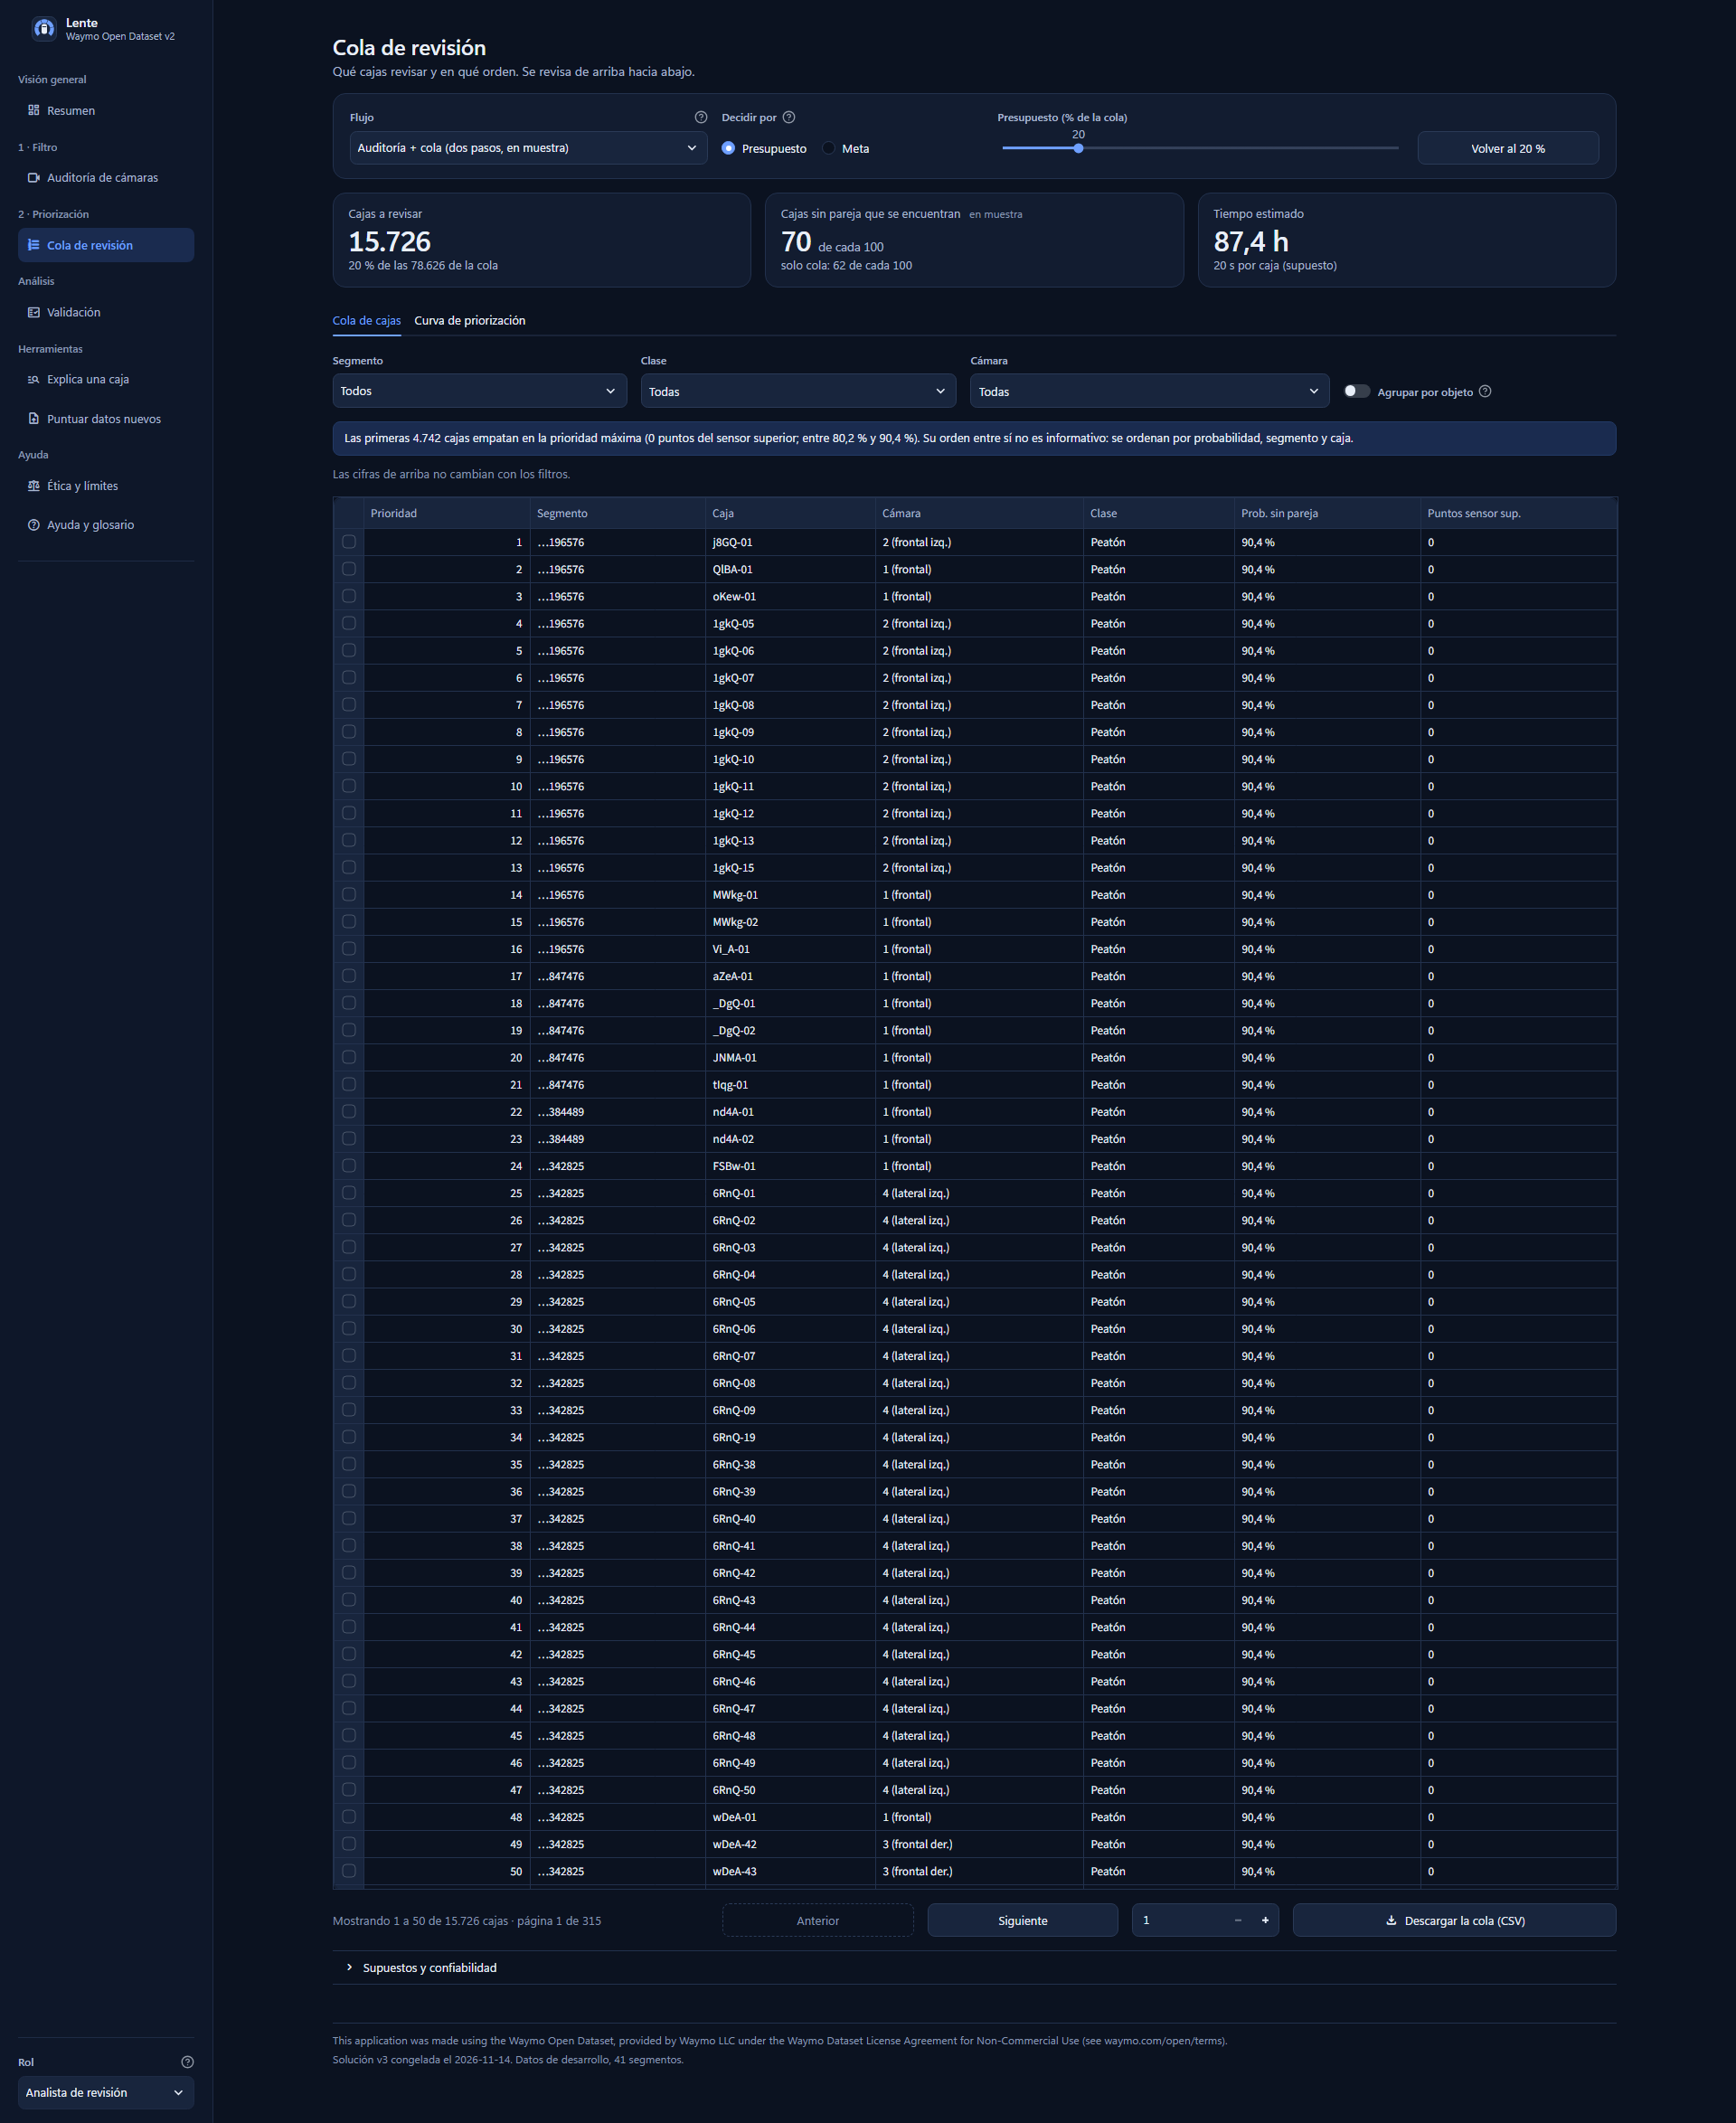 Lente
Waymo Open Dataset v2
Visión general
Resumen
1 · Filtro
Auditoría de cámaras
2 · Priorización
Cola de revisión
Análisis
Validación
Herramientas
Explica una caja
Puntuar datos nuevos
Ayuda
Ética y límites
Ayuda y glosario
Rol
Analista de revisión
Cola de revisión
Qué cajas revisar y en qué orden. Se revisa de arriba hacia abajo.
Flujo
Auditoría + cola (dos pasos, en muestra)
Decidir por
Presupuesto
Meta
Presupuesto (% de la cola)
20
Volver al 20 %
Cajas a revisar
15.726
20 % de las 78.626 de la cola
Cajas sin pareja que se encuentran en muestra
70 de cada 100
solo cola: 62 de cada 100
Tiempo estimado
87,4 h
20 s por caja (supuesto)
Cola de cajas
Curva de priorización
Segmento
Todos
Clase
Todas
Cámara
Todas
Agrupar por objeto
Las primeras 4.742 cajas empatan en la prioridad máxima (0 puntos del sensor superior; entre 80,2 % y 90,4 %). Su orden entre sí no es informativo: se ordenan por probabilidad, segmento y caja.
Las cifras de arriba no cambian con los filtros.
Prioridad Segmento Caja Cámara Clase Prob. sin pareja Puntos sensor sup.
1 …196576 j8GQ-01 2 (frontal izq.) Peatón 90,4 % 0
2 …196576 QlBA-01 1 (frontal) Peatón 90,4 % 0
3 …196576 oKew-01 1 (frontal) Peatón 90,4 % 0
4 …196576 1gkQ-05 2 (frontal izq.) Peatón 90,4 % 0
5 …196576 1gkQ-06 2 (frontal izq.) Peatón 90,4 % 0
6 …196576 1gkQ-07 2 (frontal izq.) Peatón 90,4 % 0
7 …196576 1gkQ-08 2 (frontal izq.) Peatón 90,4 % 0
8 …196576 1gkQ-09 2 (frontal izq.) Peatón 90,4 % 0
9 …196576 1gkQ-10 2 (frontal izq.) Peatón 90,4 % 0
10 …196576 1gkQ-11 2 (frontal izq.) Peatón 90,4 % 0
11 …196576 1gkQ-12 2 (frontal izq.) Peatón 90,4 % 0
12 …196576 1gkQ-13 2 (frontal izq.) Peatón 90,4 % 0
13 …196576 1gkQ-15 2 (frontal izq.) Peatón 90,4 % 0
14 …196576 MWkg-01 1 (frontal) Peatón 90,4 % 0
15 …196576 MWkg-02 1 (frontal) Peatón 90,4 % 0
16 …196576 Vi_A-01 1 (frontal) Peatón 90,4 % 0
17 …847476 aZeA-01 1 (frontal) Peatón 90,4 % 0
18 …847476 _DgQ-01 1 (frontal) Peatón 90,4 % 0
19 …847476 _DgQ-02 1 (frontal) Peatón 90,4 % 0
20 …847476 JNMA-01 1 (frontal) Peatón 90,4 % 0
21 …847476 tIqg-01 1 (frontal) Peatón 90,4 % 0
22 …384489 nd4A-01 1 (frontal) Peatón 90,4 % 0
23 …384489 nd4A-02 1 (frontal) Peatón 90,4 % 0
24 …342825 FSBw-01 1 (frontal) Peatón 90,4 % 0
25 …342825 6RnQ-01 4 (lateral izq.) Peatón 90,4 % 0
26 …342825 6RnQ-02 4 (lateral izq.) Peatón 90,4 % 0
27 …342825 6RnQ-03 4 (lateral izq.) Peatón 90,4 % 0
28 …342825 6RnQ-04 4 (lateral izq.) Peatón 90,4 % 0
29 …342825 6RnQ-05 4 (lateral izq.) Peatón 90,4 % 0
30 …342825 6RnQ-06 4 (lateral izq.) Peatón 90,4 % 0
31 …342825 6RnQ-07 4 (lateral izq.) Peatón 90,4 % 0
32 …342825 6RnQ-08 4 (lateral izq.) Peatón 90,4 % 0
33 …342825 6RnQ-09 4 (lateral izq.) Peatón 90,4 % 0
34 …342825 6RnQ-19 4 (lateral izq.) Peatón 90,4 % 0
35 …342825 6RnQ-38 4 (lateral izq.) Peatón 90,4 % 0
36 …342825 6RnQ-39 4 (lateral izq.) Peatón 90,4 % 0
37 …342825 6RnQ-40 4 (lateral izq.) Peatón 90,4 % 0
38 …342825 6RnQ-41 4 (lateral izq.) Peatón 90,4 % 0
39 …342825 6RnQ-42 4 (lateral izq.) Peatón 90,4 % 0
40 …342825 6RnQ-43 4 (lateral izq.) Peatón 90,4 % 0
41 …342825 6RnQ-44 4 (lateral izq.) Peatón 90,4 % 0
42 …342825 6RnQ-45 4 (lateral izq.) Peatón 90,4 % 0
43 …342825 6RnQ-46 4 (lateral izq.) Peatón 90,4 % 0
44 …342825 6RnQ-47 4 (lateral izq.) Peatón 90,4 % 0
45 …342825 6RnQ-48 4 (lateral izq.) Peatón 90,4 % 0
46 …342825 6RnQ-49 4 (lateral izq.) Peatón 90,4 % 0
47 …342825 6RnQ-50 4 (lateral izq.) Peatón 90,4 % 0
48 …342825 wDeA-01 1 (frontal) Peatón 90,4 % 0
49 …342825 wDeA-42 3 (frontal der.) Peatón 90,4 % 0
50 …342825 wDeA-43 3 (frontal der.) Peatón 90,4 % 0
Mostrando 1 a 50 de 15.726 cajas · página 1 de 315
Anterior
Siguiente
1
Descargar la cola (CSV)
Supuestos y confiabilidad
This application was made using the Waymo Open Dataset, provided by Waymo LLC under the Waymo Dataset License Agreement for Non-Commercial Use (see waymo.com/open/terms).
Solución v3 congelada el 2026-11-14. Datos de desarrollo, 41 segmentos.